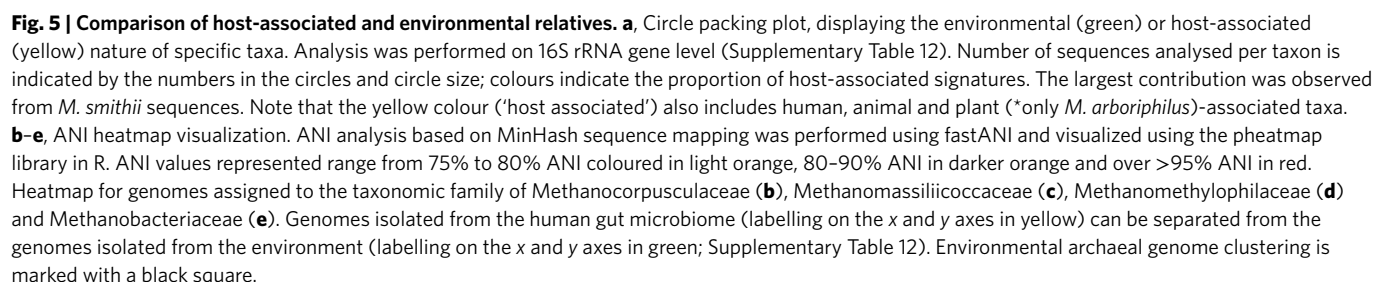 Fig. 5 | Comparison of host-associated and environmental relatives. a, Circle packing plot, displaying the environmental (green) or host-associated
(yellow) nature of specific taxa. Analysis was performed on 16S rRNA gene level (Supplementary Table 12). Number of sequences analysed per taxon is
indicated by the numbers in the circles and circle size; colours indicate the proportion of host-associated signatures. The largest contribution was observed
from M. smithii sequences. Note that the yellow colour (‘host associated’) also includes human, animal and plant (*only M. arboriphilus)-associated taxa.
b–e, ANI heatmap visualization. ANI analysis based on MinHash sequence mapping was performed using fastANI and visualized using the pheatmap
library in R. ANI values represented range from 75% to 80% ANI coloured in light orange, 80–90% ANI in darker orange and over >95% ANI in red.
Heatmap for genomes assigned to the taxonomic family of Methanocorpusculaceae (b), Methanomassiliicoccaceae (c), Methanomethylophilaceae (d)
and Methanobacteriaceae (e). Genomes isolated from the human gut microbiome (labelling on the x and y axes in yellow) can be separated from the
genomes isolated from the environment (labelling on the x and y axes in green; Supplementary Table 12). Environmental archaeal genome clustering is
marked with a black square.